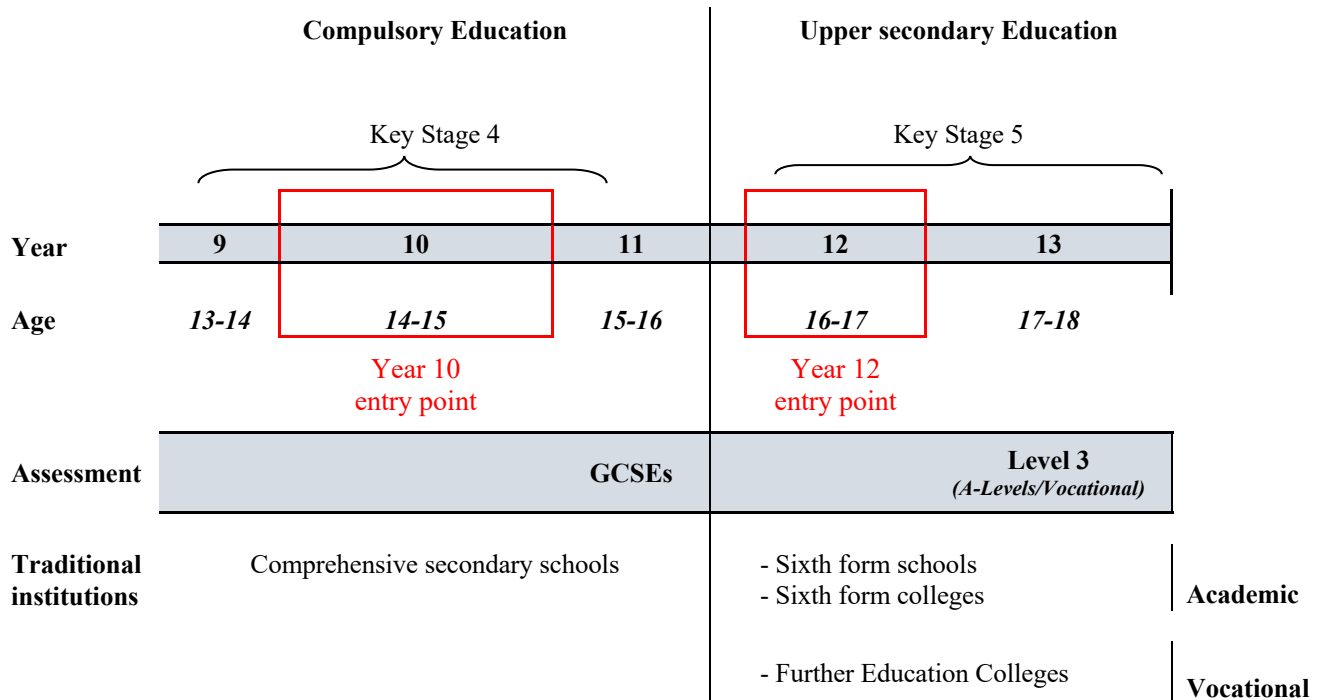 Compulsory Education Upper secondary Education
Key Stage 4 Key Stage 5
Year 9 10 11 12 13
Age 13-14 14-15 15-16 16-17 17-18
Year 10 Year 12
entry point entry point
Assessment GCSEs Level 3
(A-Levels/Vocational)
Traditional Comprehensive secondary schools - Sixth form schools
institutions - Sixth form colleges Academic
- Further Education Colleges
Vocational